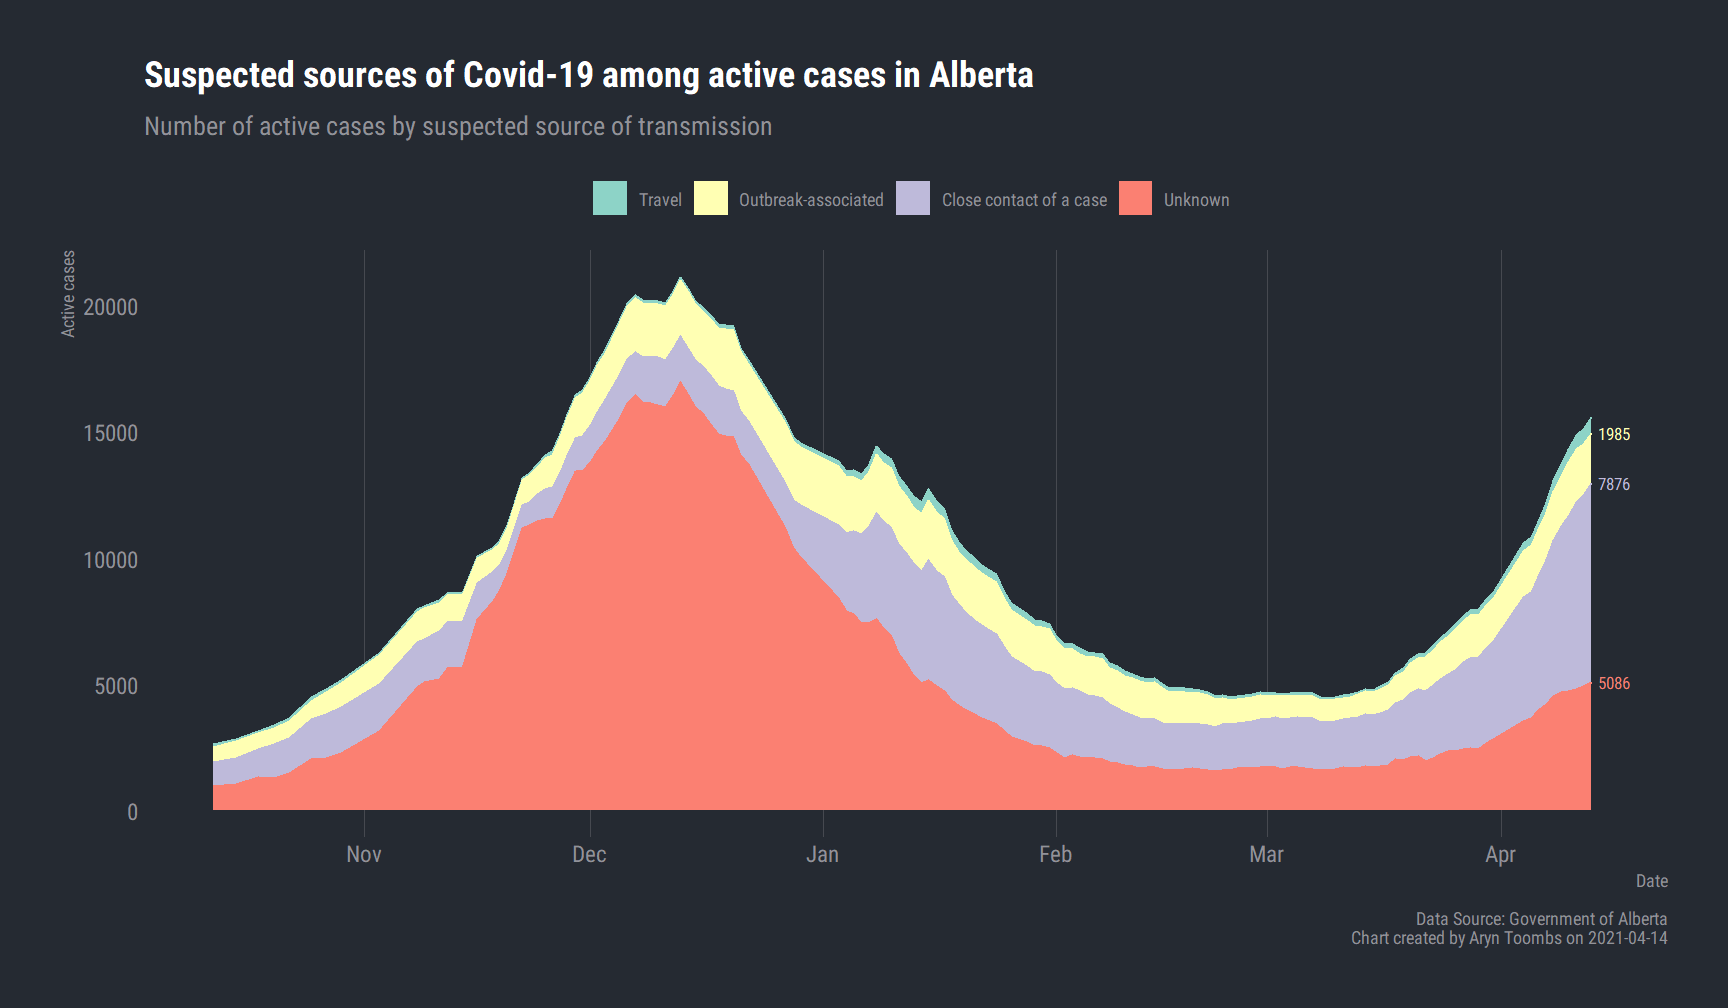 Suspected sources of Covid-19 among active cases in Alberta
Number of active cases by suspected source of transmission
Travel
Outbreak-associated
Close contact of a case
Unknown
Active cases
20000
15000
10000
5000
0
1985
7876
5086
Nov
Dec
Jan
Feb
Mar
Apr
Date
Data Source: Government of Alberta
Chart created by Aryn Toombs on 2021-04-14